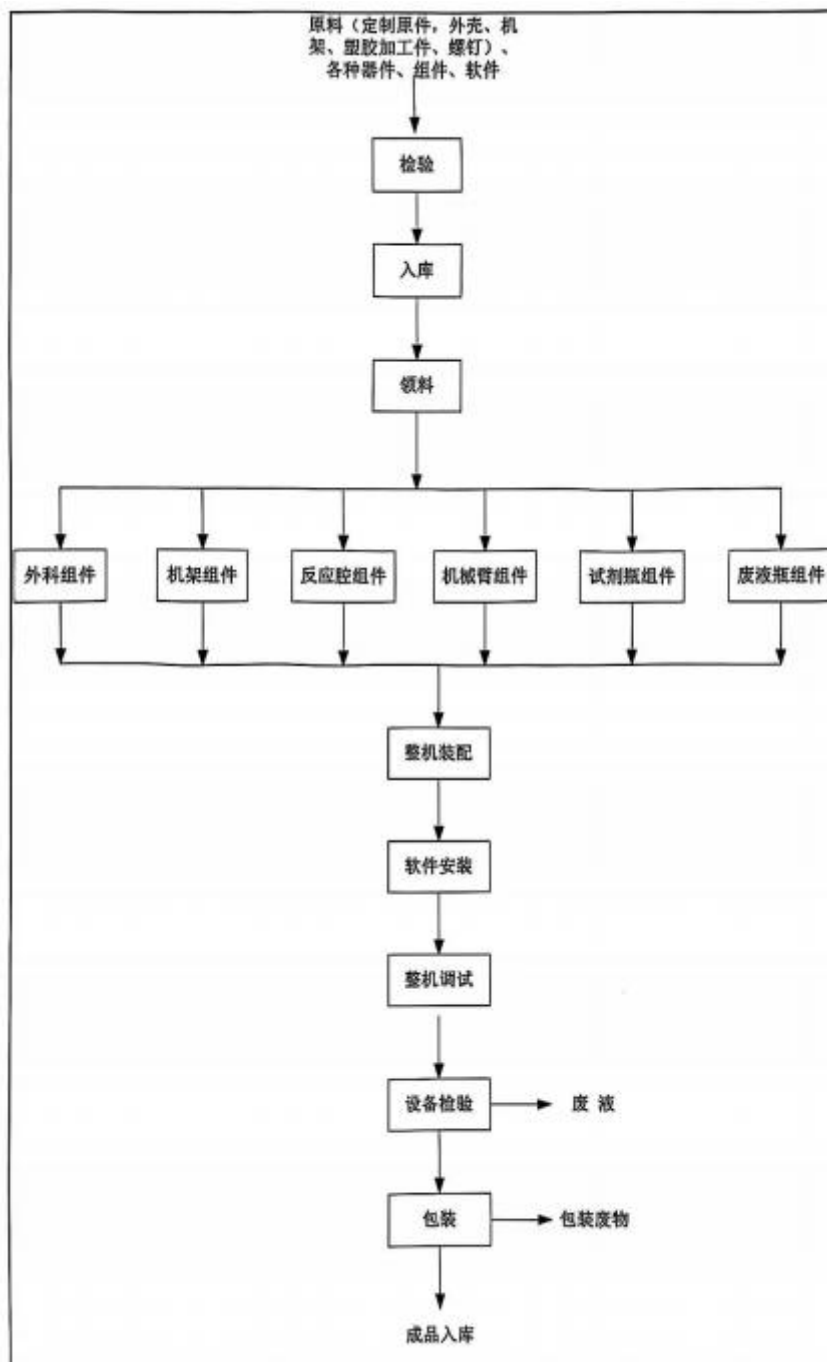 原料（定制原件，外壳、机
架、塑胶加工件、螺钉）、
各种器件、组件、软件
检验
入库
领料
外科组件
机架组件
反应腔组件
机械臂组件
试剂瓶组件
废液瓶组件
整机装配
软件安装
整机调试
设备检验
废 液
包装
包装废物
成品入库